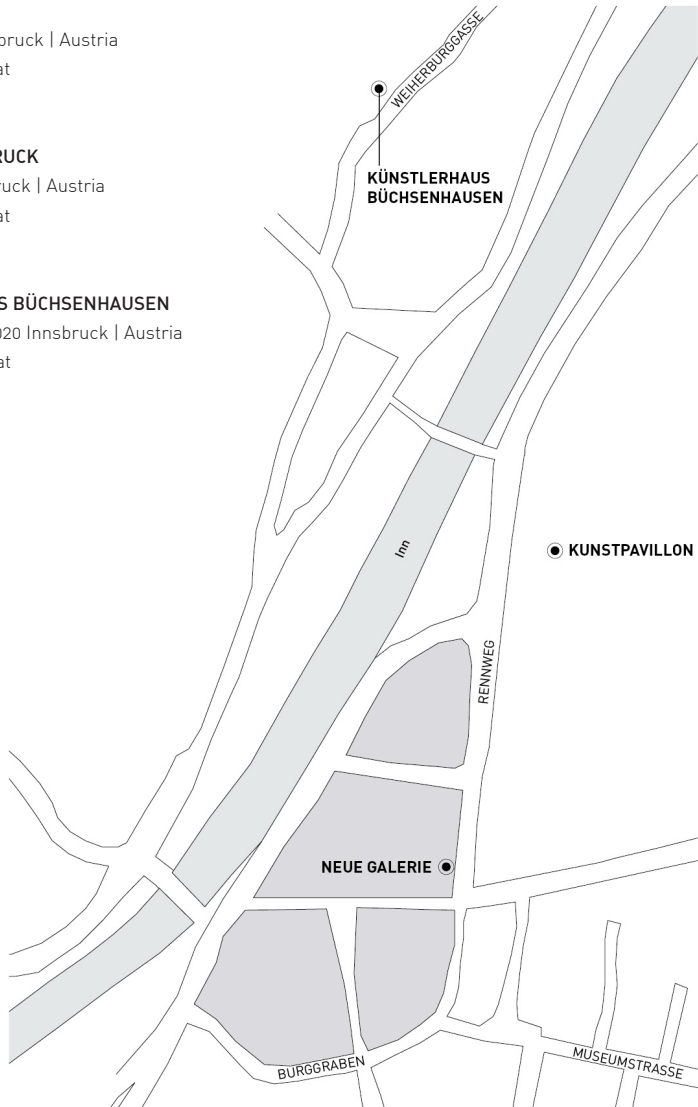 bruck | Austria
at
RUCK
ruck | Austria
at
S BÜCHSENHAUSEN
020 Innsbruck | Austria
at
WEIHERBURGGASSE
KÜNSTLERHAUS
BÜCHSENHAUSEN
Inn
KUNSTPAVILLON
RENNWEG
NEUE GALERIE
BURGGRABEN
MUSEUMSTRASSE